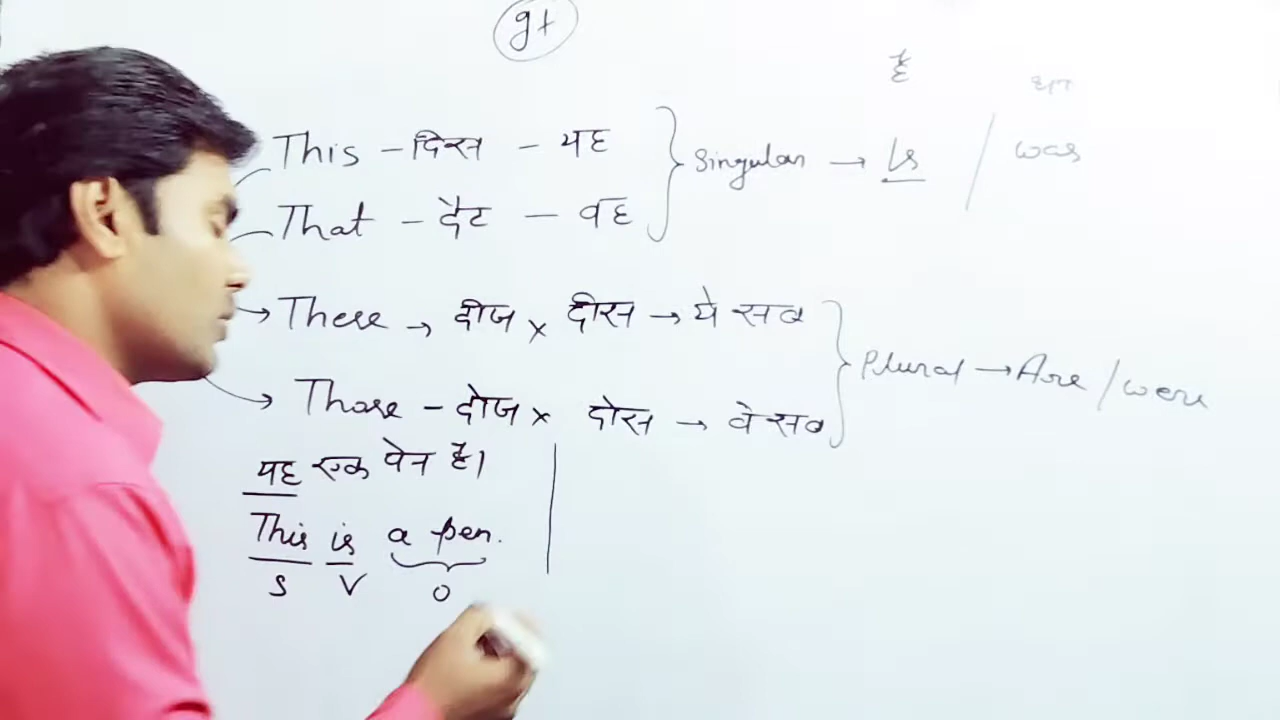 है था
This - दिस - यह } Singular → Is / was
That - दैट - वह
These → दीज × दीस → ये सब } Plural → Are / were
Those - दोज × दोस → वे सब
यह एक पेन है।
This is a pen.
S V O